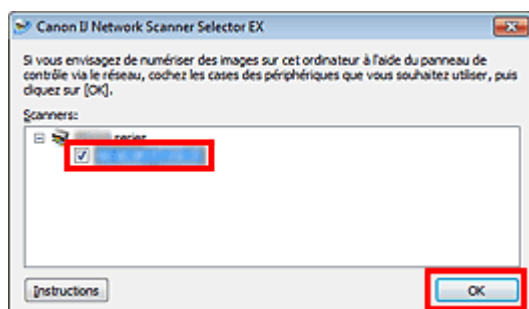 Canon IJ Network Scanner Selector EX
Si vous envisagez de numériser des images sur cet ordinateur à l'aide du panneau de
contrôle via le réseau, cochez les cases des périphériques que vous souhaitez utiliser, puis
cliquez sur [OK].
Scanners:
series
Instructions
OK